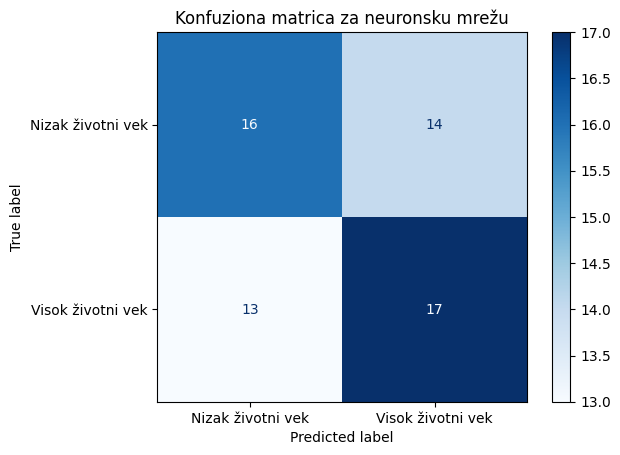 Konfuziona matrica za neuronsku mrežu
True label
Nizak životni vek
Visok životni vek
16
14
13
17
Nizak životni vek
Visok životni vek
Predicted label
17.0
16.5
16.0
15.5
15.0
14.5
14.0
13.5
13.0